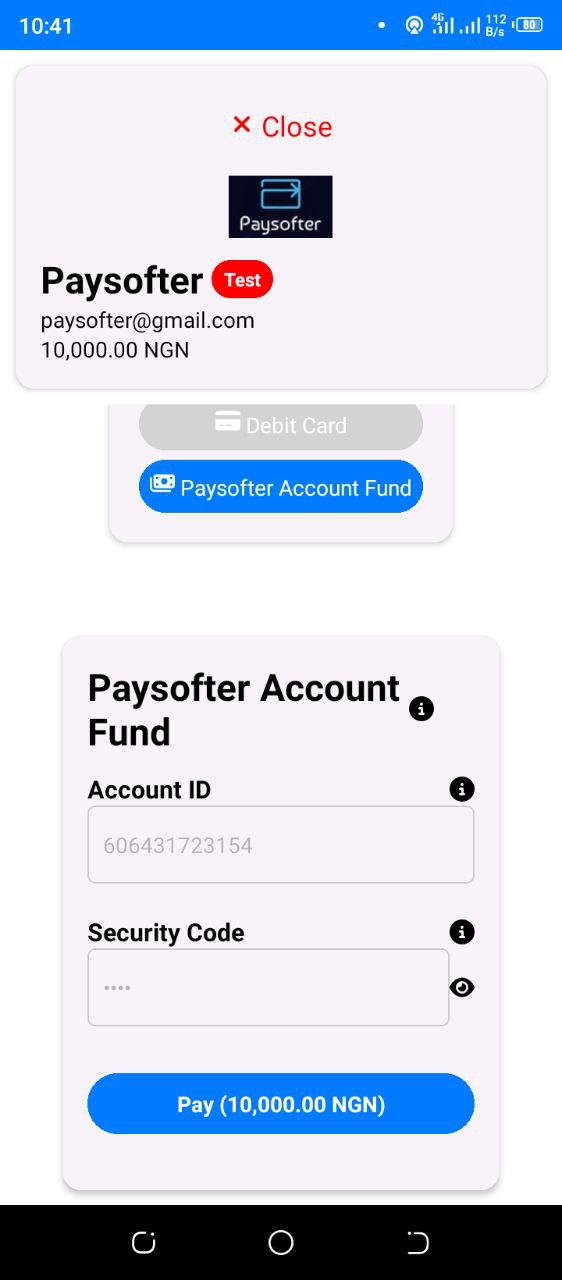 10:41
4G
112
B/s
80
× Close
Paysofter
Paysofter Test
paysofter@gmail.com
10,000.00 NGN
Debit Card
Paysofter Account Fund
Paysofter Account
Fund
Account ID
606431723154
Security Code
••••
Pay (10,000.00 NGN)